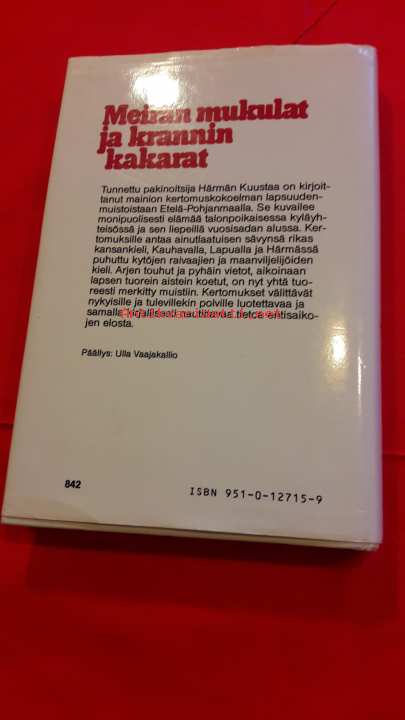 Meirän mukulat
ja krannin
kakarat
Tunnettu pakinoitsija Härmän Kuustaa on kirjoit-
tanut mainion kertomuskokoelman lapsuuden-
muistoistaan Etelä-Pohjanmaalla. Se kuvailee
monipuolisesti elämää talonpoikaisessa kyläyh-
teisössä ja sen liepeillä vuosisadan alussa. Ker-
tomuksille antaa ainutlaatuisen sävynsä rikas
kansankieli, Kauhavalla, Lapualla ja Härmässä
puhuttu kytöjen raivaajien ja maanviljelijöiden
kieli. Arjen touhut ja pyhäin vietot, aikoinaan
lapsen tuorein aistein koetut, on nyt yhtä tuo-
reesti merkitty muistiin. Kertomukset välittävät
nykyisille ja tulevillekin polville luotettavaa ja
samalla tietoa entisaiko-
jen elosta.
Päällys: Ulla Vaajakallio
842
ISBN 951-0-12715-9